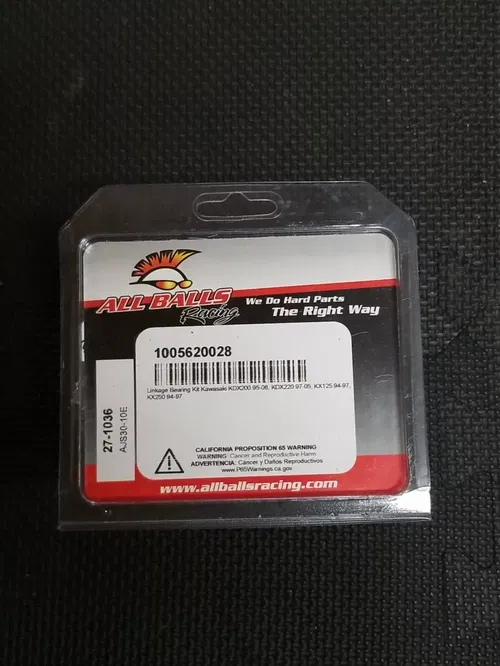 ALL BALLS
Racing
We Do Hard Parts
The Right Way
1005620028
Linkage Bearing Kit Kawasaki KDX200 95-06, KDX220 97-05, KX125 94-97,
KX250 94-97
27-1036
AJS30-10E
CALIFORNIA PROPOSITION 65 WARNING
WARNING: Cancer and Reproductive Harm
ADVERTENCIA: Cáncer y Daños Reproductivos
www.P65Warnings.ca.gov
www.allballsracing.com